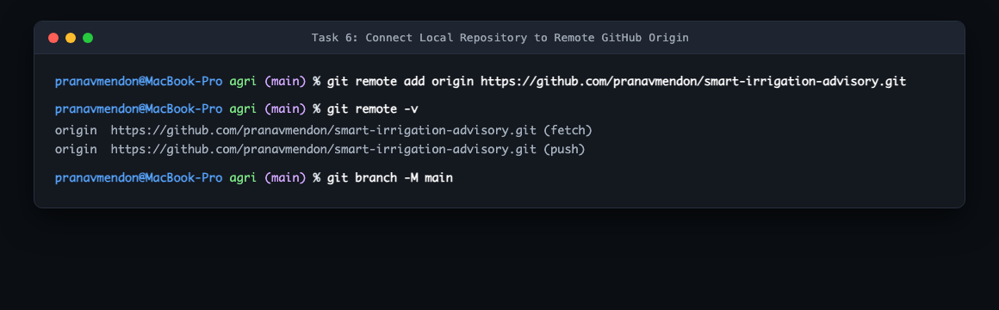 Task 6: Connect Local Repository to Remote GitHub Origin
pranavmendon@MacBook-Pro agri (main) % git remote add origin https://github.com/pranavmendon/smart-irrigation-advisory.git
pranavmendon@MacBook-Pro agri (main) % git remote -v
origin  https://github.com/pranavmendon/smart-irrigation-advisory.git (fetch)
origin  https://github.com/pranavmendon/smart-irrigation-advisory.git (push)
pranavmendon@MacBook-Pro agri (main) % git branch -M main